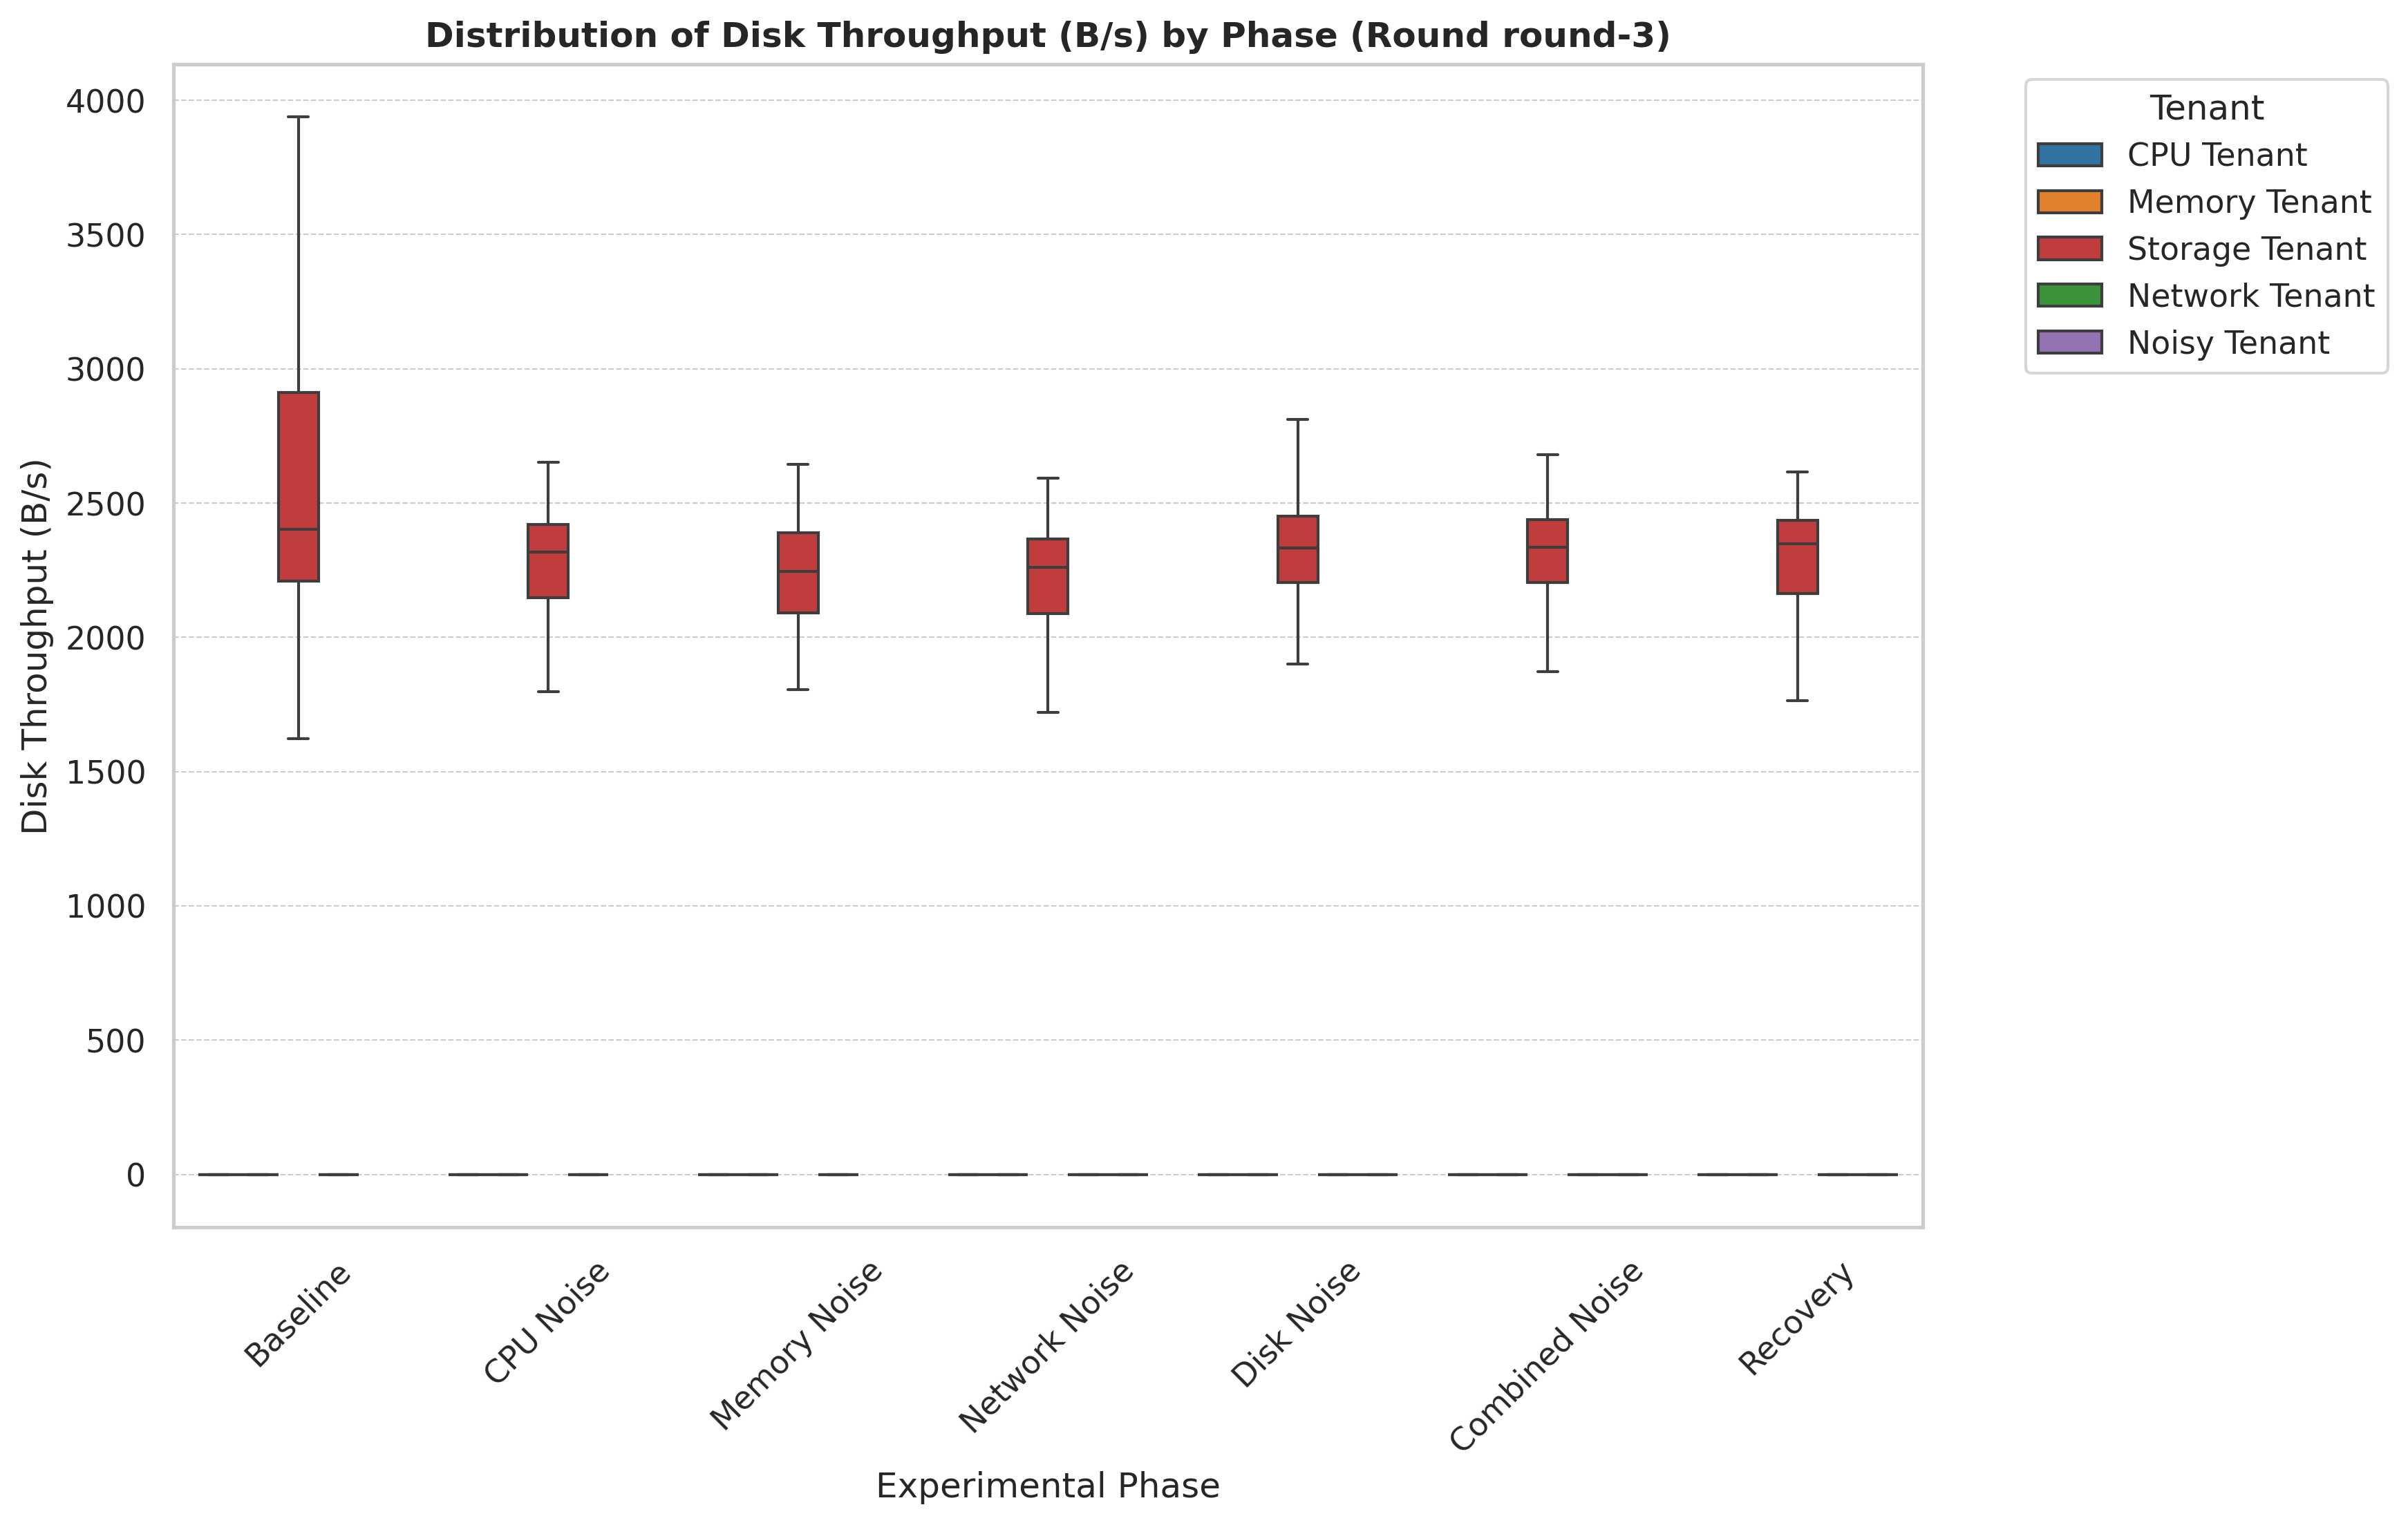 Distribution of Disk Throughput (B/s) by Phase (Round round-3)
Disk Throughput (B/s)
4000
3500
3000
2500
2000
1500
1000
500
0
Baseline
CPU Noise
Memory Noise
Network Noise
Disk Noise
Combined Noise
Recovery
Experimental Phase
Tenant
CPU Tenant
Memory Tenant
Storage Tenant
Network Tenant
Noisy Tenant